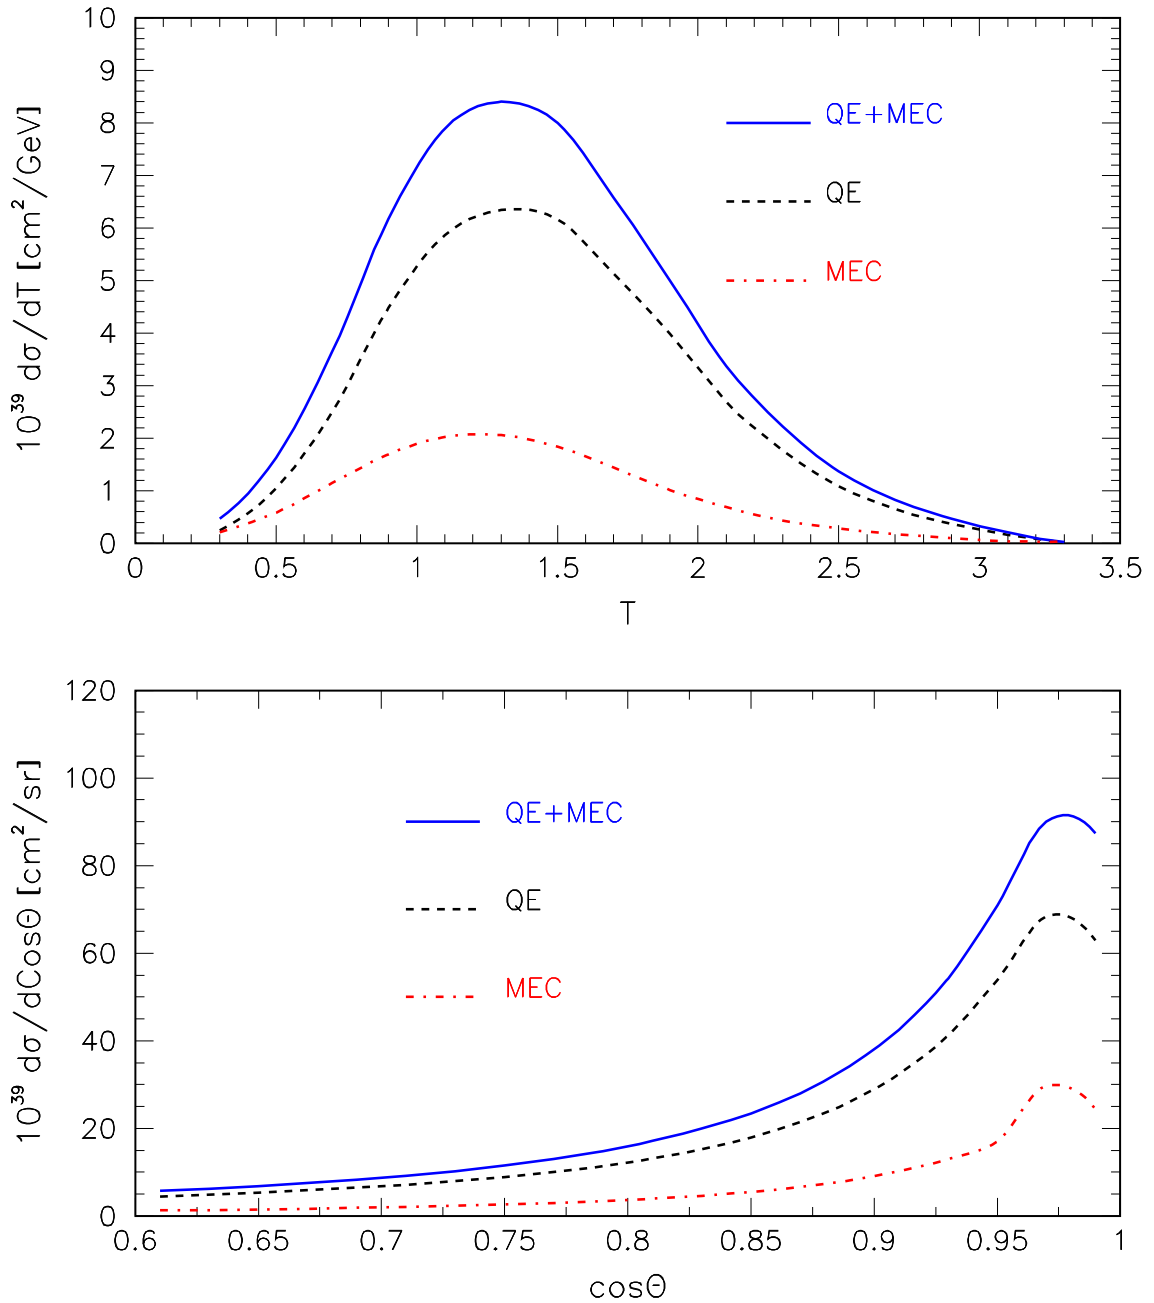 10
9
8
7
6
5
4
3
2
1
0
10³⁹ dσ/dT [cm²/GeV]
QE+MEC
QE
MEC
0 0.5 1 1.5 2 2.5 3 3.5
T
120
100
80
60
40
20
0
10³⁹ dσ/dCosΘ [cm²/sr]
QE+MEC
QE
MEC
0.6 0.65 0.7 0.75 0.8 0.85 0.9 0.95 1
cosΘ